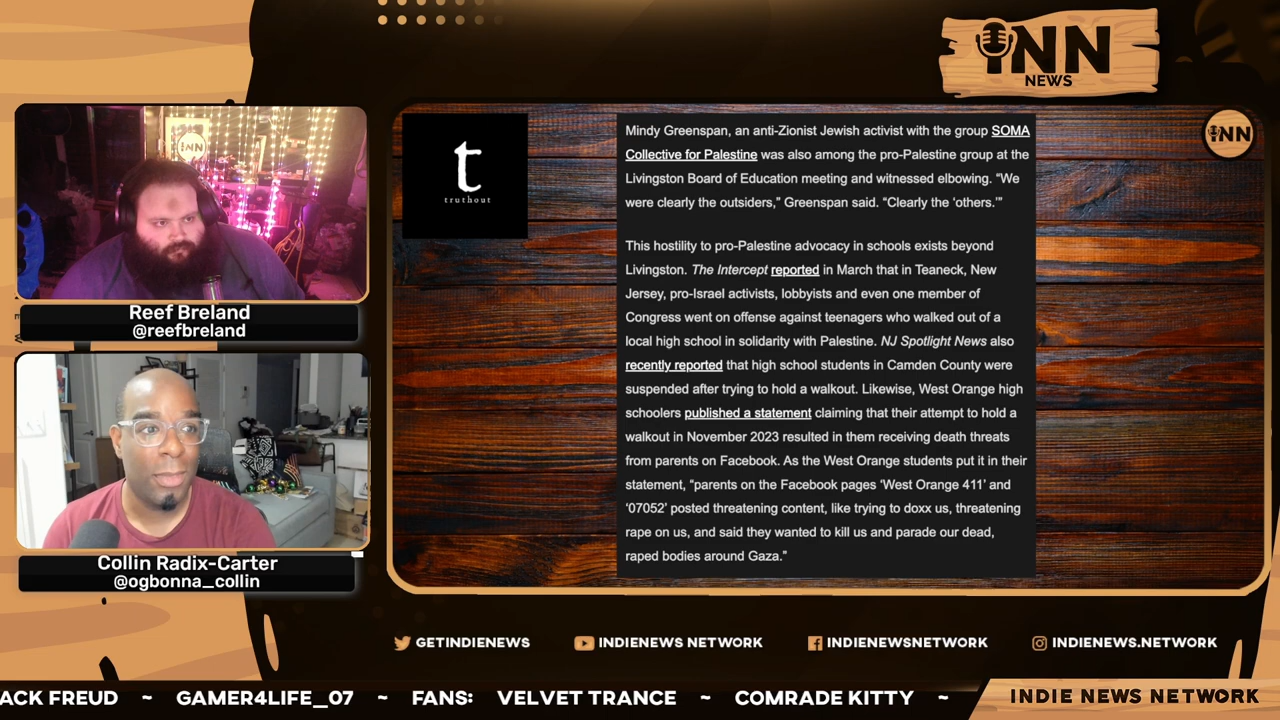 INN
NEWS
INN
INN
t
truthout
Mindy Greenspan, an anti-Zionist Jewish activist with the group SOMA
Collective for Palestine was also among the pro-Palestine group at the
Livingston Board of Education meeting and witnessed elbowing. “We
were clearly the outsiders,” Greenspan said. “Clearly the ‘others.’”
This hostility to pro-Palestine advocacy in schools exists beyond
Livingston. The Intercept reported in March that in Teaneck, New
Jersey, pro-Israel activists, lobbyists and even one member of
Congress went on offense against teenagers who walked out of a
local high school in solidarity with Palestine. NJ Spotlight News also
recently reported that high school students in Camden County were
suspended after trying to hold a walkout. Likewise, West Orange high
schoolers published a statement claiming that their attempt to hold a
walkout in November 2023 resulted in them receiving death threats
from parents on Facebook. As the West Orange students put it in their
statement, “parents on the Facebook pages ‘West Orange 411’ and
‘07052’ posted threatening content, like trying to doxx us, threatening
rape on us, and said they wanted to kill us and parade our dead,
raped bodies around Gaza.”
Reef Breland
@reefbreland
Collin Radix-Carter
@ogbonna_collin
GETINDIENEWS
INDIENEWS NETWORK
INDIENEWSNETWORK
INDIENEWS.NETWORK
ACK FREUD ~ GAMER4LIFE_07 ~ FANS: VELVET TRANCE ~ COMRADE KITTY ~
INDIE NEWS NETWORK